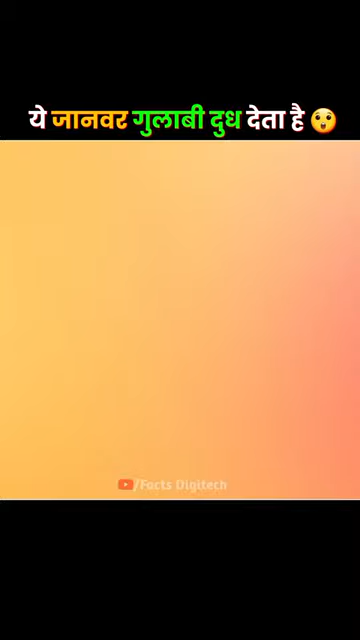 ये जानवर गुलाबी दुध देता है 😲
/Facts Digitech